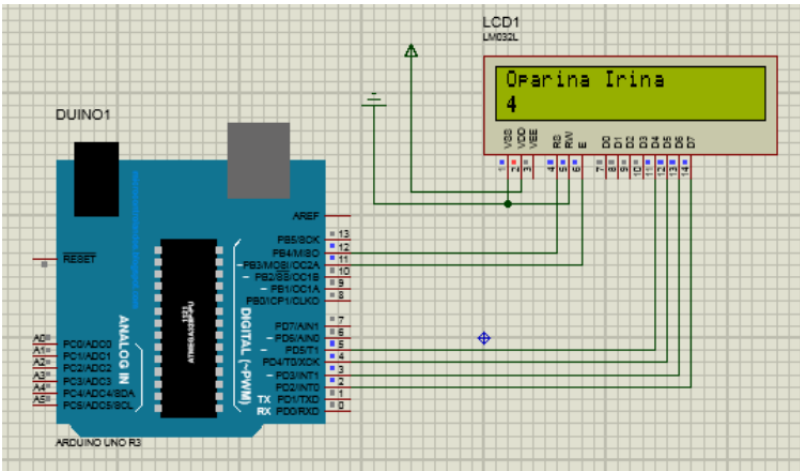 LCD1
LM032L
Oparina Irina
4
VSS
VDD
VEE
RS
RW
E
D0
D1
D2
D3
D4
D5
D6
D7
1
2
3
4
5
6
7
8
9
10
11
12
13
14
DUINO1
RESET
AREF
PB5/SCK 13
PB4/MISO 12
~PB3/MOSI/OC2A 11
~PB2/SS/OC1B 10
~PB1/OC1A 9
PB0/ICP1/CLKO 8
PD7/AIN1 7
~PD6/AIN0 6
~PD5/T1 5
PD4/T0/XCK 4
~PD3/INT1 3
PD2/INT0 2
TX PD1/TXD 1
RX PD0/RXD 0
DIGITAL (~PWM)
ANALOG IN
A0 PC0/ADC0
A1 PC1/ADC1
A2 PC2/ADC2
A3 PC3/ADC3
A4 PC4/ADC4/SDA
A5 PC5/ADC5/SCL
ARDUINO UNO R3